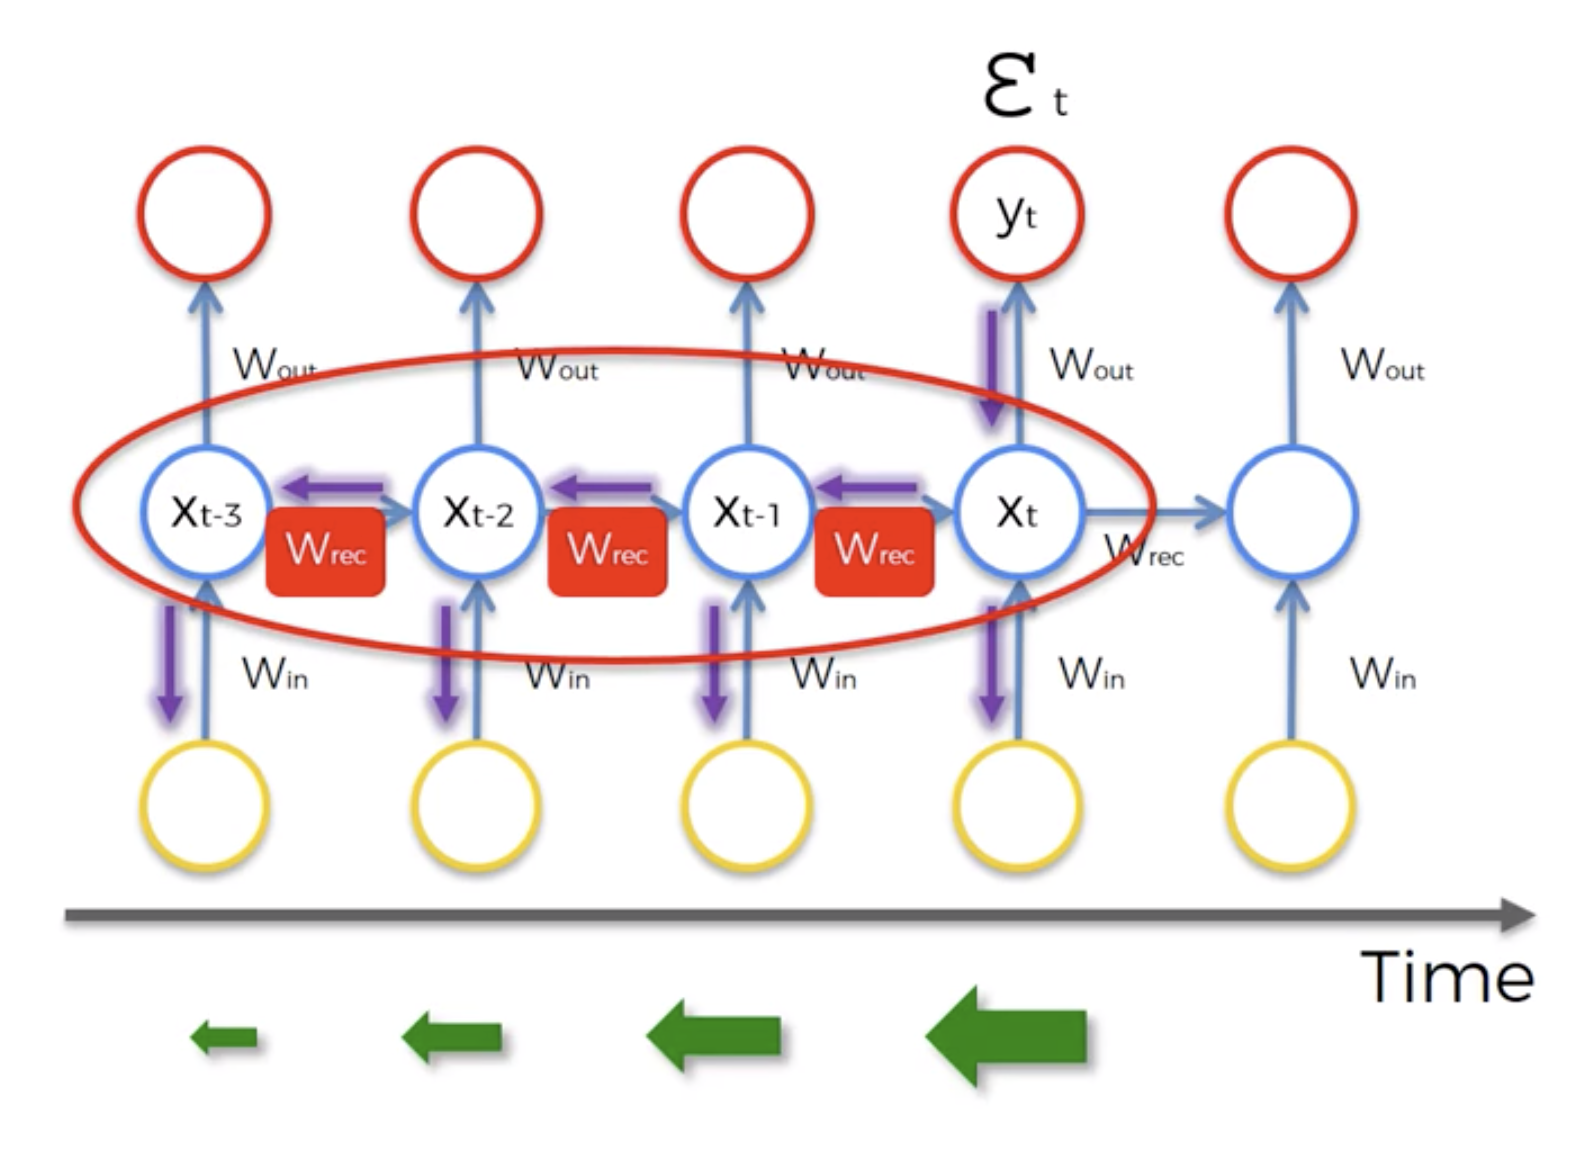 Ɛ t
yt
Wout Wout Wout Wout Wout
Xt-3 Xt-2 Xt-1 Xt
Wrec Wrec Wrec Wrec
Win Win Win Win Win
Time